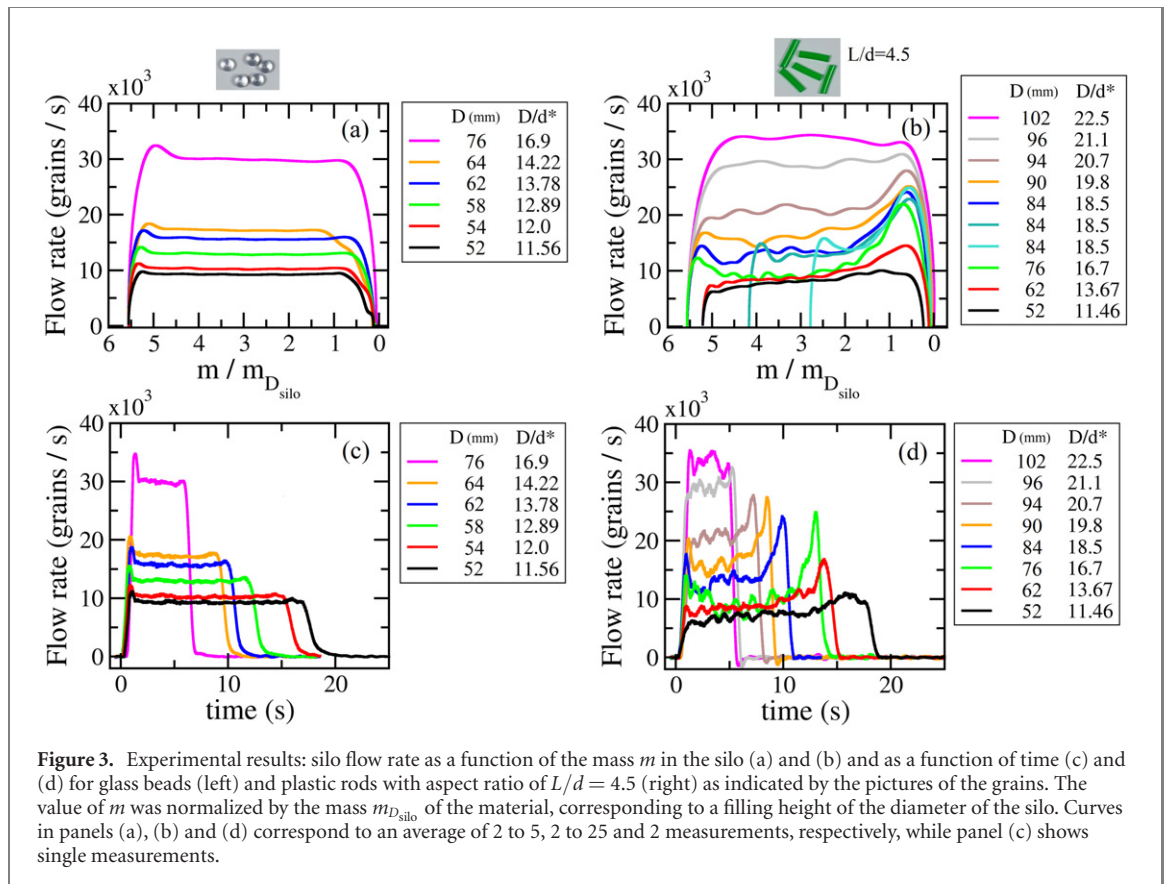 L/d=4.5
x10³
40
30
20
10
0
Flow rate (grains / s)
(a)
6 5 4 3 2 1 0
m / m_D_silo
D (mm) D/d*
76 16.9
64 14.22
62 13.78
58 12.89
54 12.0
52 11.56
x10³
40
30
20
10
0
Flow rate (grains / s)
(b)
6 5 4 3 2 1 0
m / m_D_silo
D (mm) D/d*
102 22.5
96 21.1
94 20.7
90 19.8
84 18.5
84 18.5
84 18.5
76 16.7
62 13.67
52 11.46
x10³
40
30
20
10
0
Flow rate (grains / s)
(c)
0 10 20
time (s)
D (mm) D/d*
76 16.9
64 14.22
62 13.78
58 12.89
54 12.0
52 11.56
x10³
40
30
20
10
0
Flow rate (grains / s)
(d)
0 10 20
time (s)
D (mm) D/d*
102 22.5
96 21.1
94 20.7
90 19.8
84 18.5
76 16.7
62 13.67
52 11.46
Figure 3. Experimental results: silo flow rate as a function of the mass m in the silo (a) and (b) and as a function of time (c) and
(d) for glass beads (left) and plastic rods with aspect ratio of L/d = 4.5 (right) as indicated by the pictures of the grains. The
value of m was normalized by the mass m_D_silo of the material, corresponding to a filling height of the diameter of the silo. Curves
in panels (a), (b) and (d) correspond to an average of 2 to 5, 2 to 25 and 2 measurements, respectively, while panel (c) shows
single measurements.